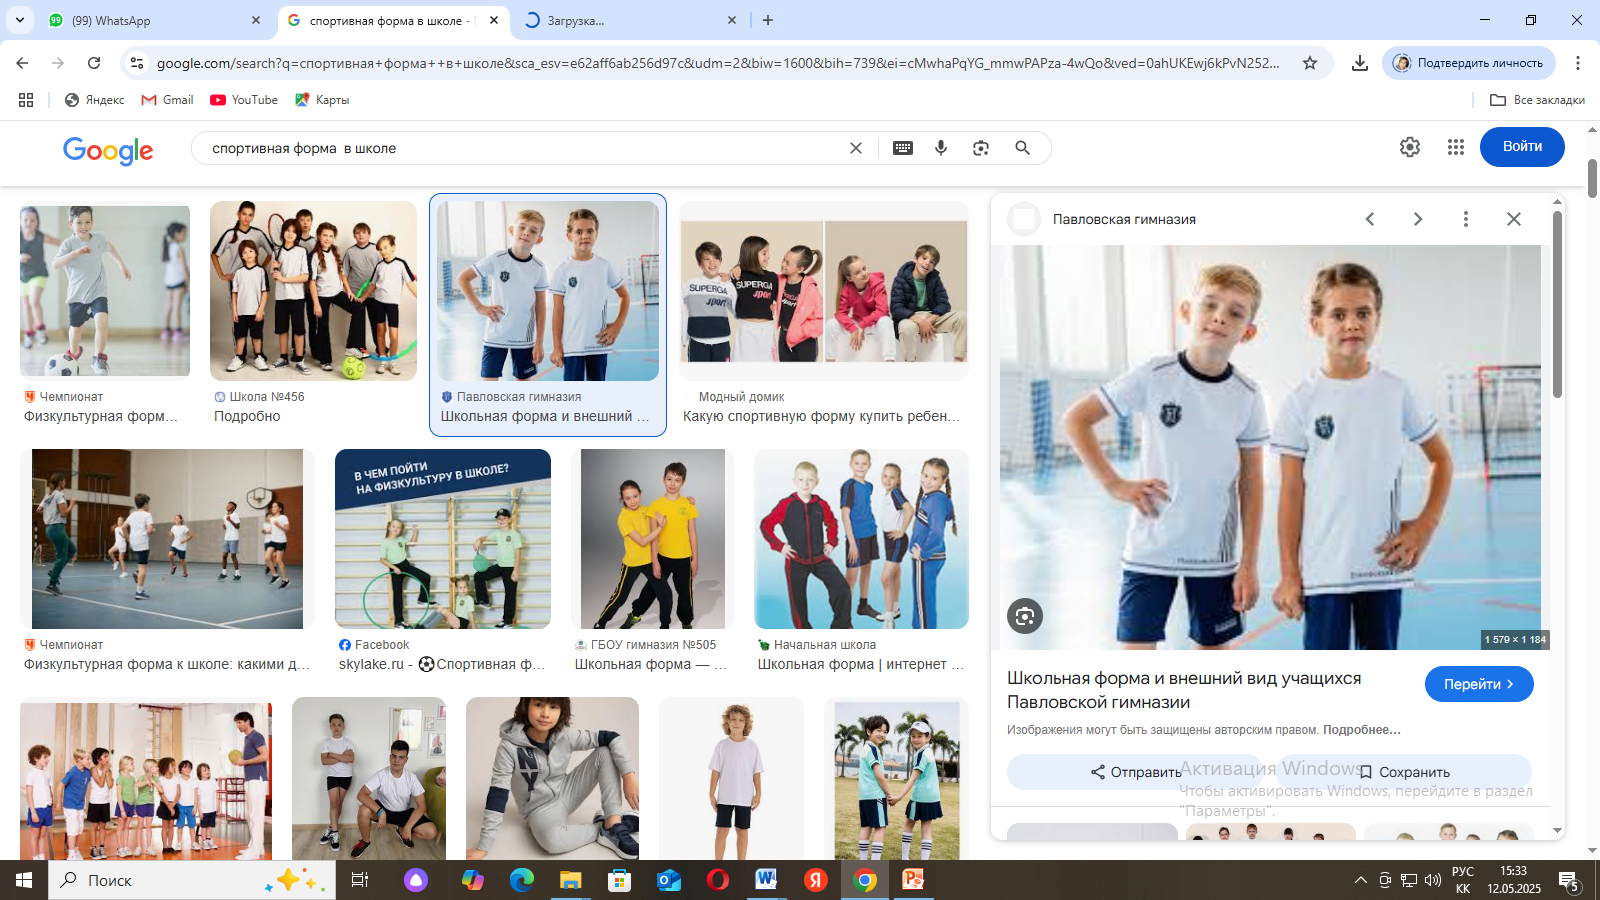 (99) WhatsApp
спортивная форма в школе -
Загрузка...
google.com/search?q=спортивная+форма++в+школе&sca_esv=e62aff6ab256d97c&udm=2&biw=1600&bih=739&ei=cMwhaPqYG_mmwPAPza-4wQo&ved=0ahUKEwj6kPvN252...
Подтвердить личность
Яндекс
Gmail
YouTube
Карты
Все закладки
Google
спортивная форма  в школе
Войти
Чемпионат
Физкультурная форм...
Школа №456
Подробно
Павловская гимназия
Школьная форма и внешний ...
SUPERGA
sport
SUPERGA
sport
Модный домик
Какую спортивную форму купить ребен...
Чемпионат
Физкультурная форма к школе: какими д...
В ЧЕМ ПОЙТИ
НА ФИЗКУЛЬТУРУ В ШКОЛЕ?
Facebook
skylake.ru - ⚽Спортивная ф...
ГБОУ гимназия №505
Школьная форма — ...
Начальная школа
Школьная форма | интернет ...
Павловская гимназия
1 579 × 1 184
Школьная форма и внешний вид учащихся
Павловской гимназии
Перейти
Изображения могут быть защищены авторским правом. Подробнее...
Отправить
Сохранить
Активация Windows
Чтобы активировать Windows, перейдите в раздел
"Параметры".
Поиск
РУС
КК
15:33
12.05.2025
5